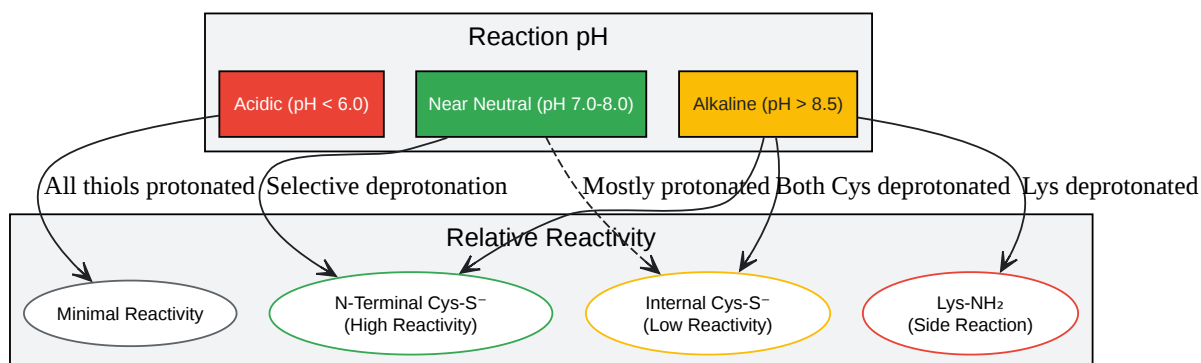 Reaction pH
Acidic (pH < 6.0)
Near Neutral (pH 7.0-8.0)
Alkaline (pH > 8.5)
All thiols protonated
Selective deprotonation
Mostly protonated
Both Cys deprotonated
Lys deprotonated
Relative Reactivity
Minimal Reactivity
N-Terminal Cys-S⁻
(High Reactivity)
Internal Cys-S⁻
(Low Reactivity)
Lys-NH₂
(Side Reaction)